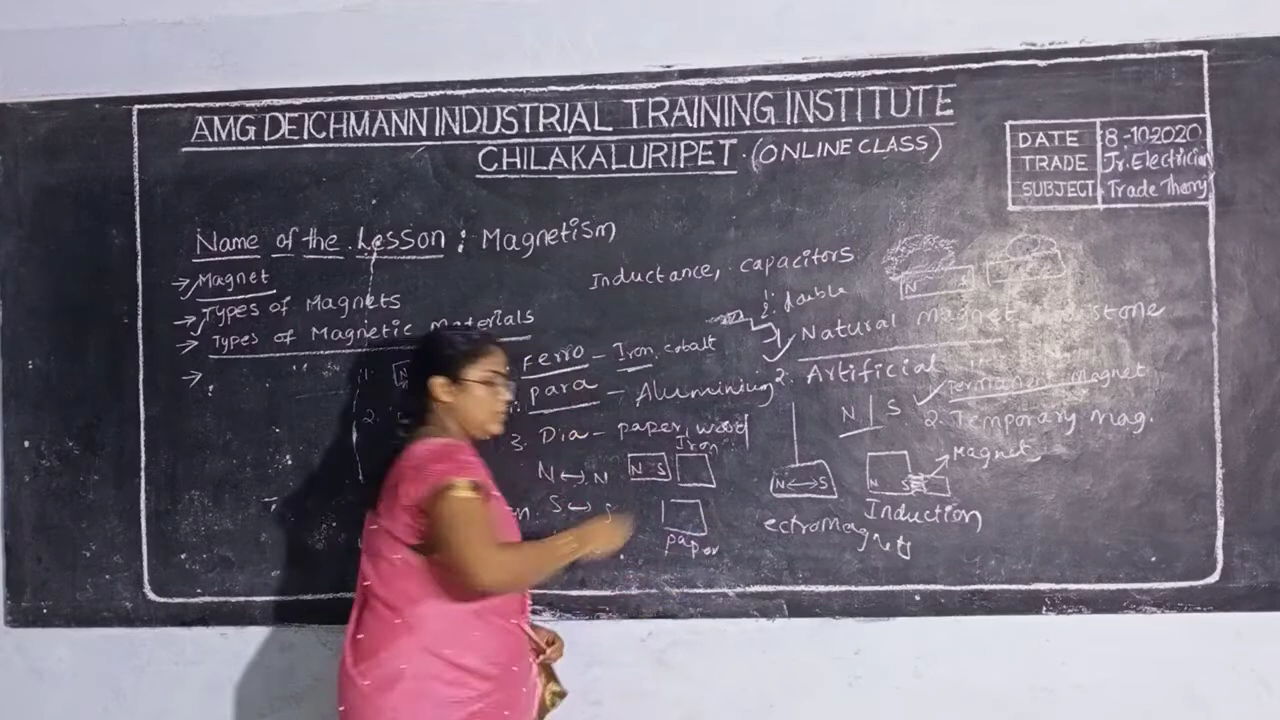 AMG DEICHMANN INDUSTRIAL TRAINING INSTITUTE
CHILAKALURIPET. (ONLINE CLASS)
DATE : 8-10-2020
TRADE : Jr. Electrician
SUBJECT : Trade Theory
Name of the Lesson : Magnetism
→ Magnet
→ Types of Magnets
→ Types of Magnetic Materials
→
Inductance, capacitors
1.
2. double
N
Natural magnet
stone
2. Artificial
Permanent Magnet
2. Temporary mag.
N S
Magnet
1.
2.
Ferro – Iron, cobalt
para – Aluminium
3. Dia – paper, wood
N ↔ N
S ↔ S
N S
Iron
paper
N ↔ S
ectromagnets
N S
Induction